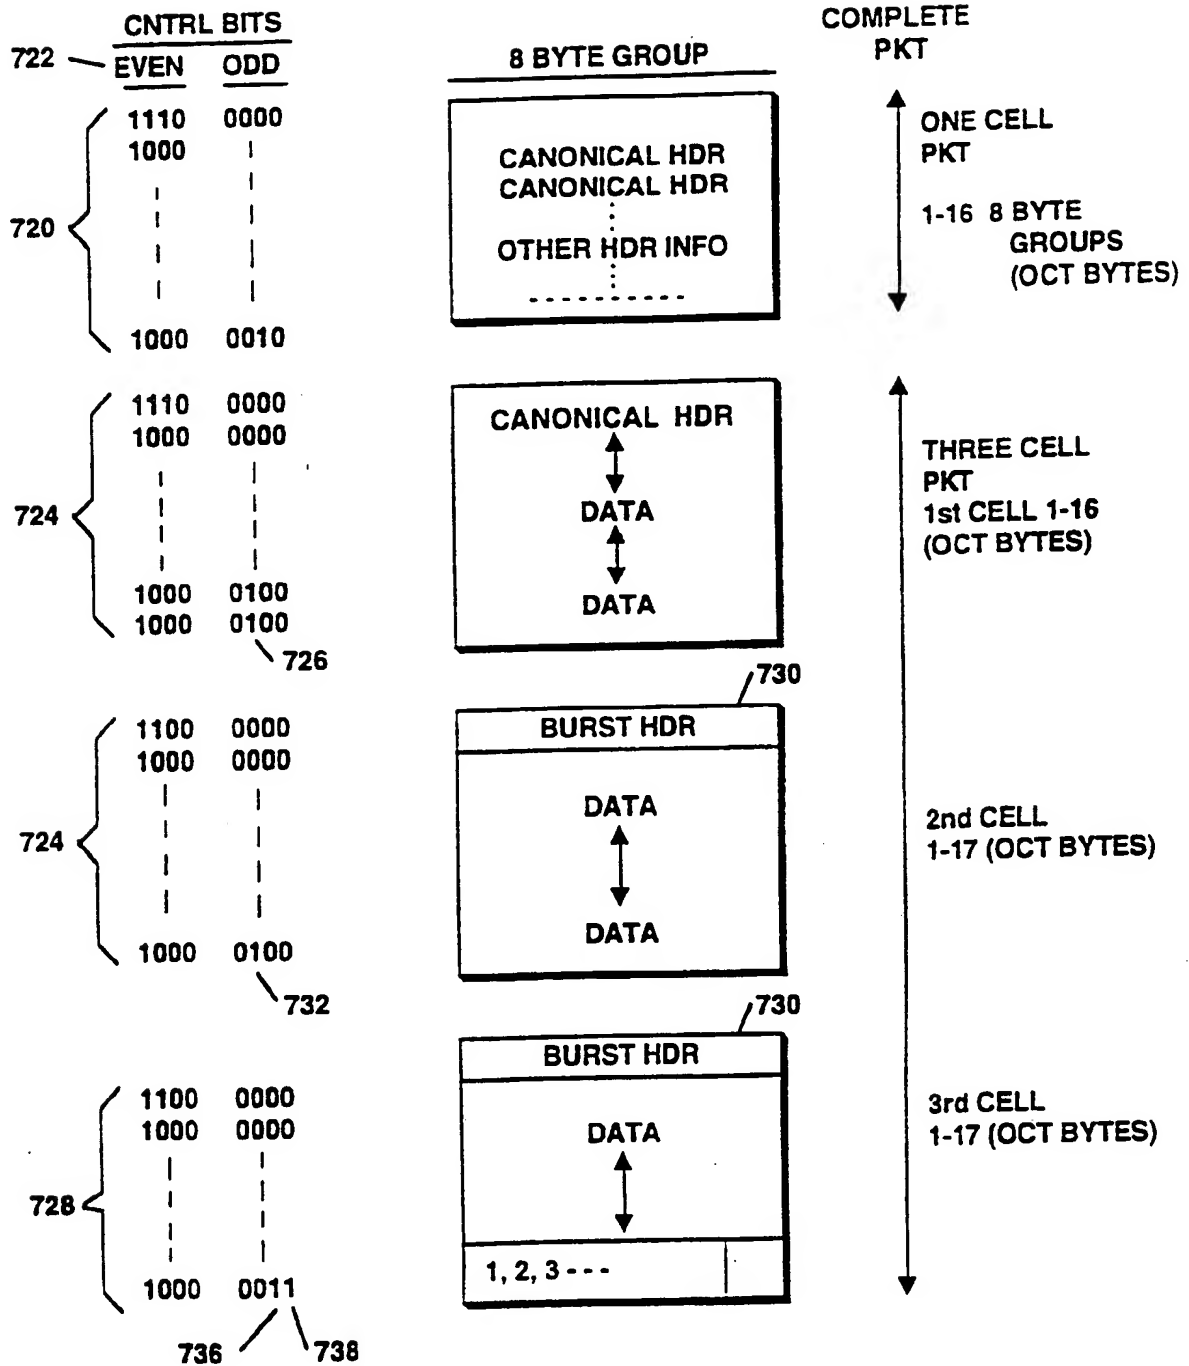 CNTRL BITS
722 EVEN ODD
8 BYTE GROUP
COMPLETE
PKT
720
1110 0000
1000
1000 0010
CANONICAL HDR
CANONICAL HDR
OTHER HDR INFO
ONE CELL
PKT
1-16 8 BYTE
GROUPS
(OCT BYTES)
724
1110 0000
1000 0000
1000 0100
1000 0100
726
CANONICAL HDR
DATA
DATA
THREE CELL
PKT
1st CELL 1-16
(OCT BYTES)
724
1100 0000
1000 0000
1000 0100
732
730
BURST HDR
DATA
DATA
2nd CELL
1-17 (OCT BYTES)
728
1100 0000
1000 0000
1000 0011
736 738
730
BURST HDR
DATA
1, 2, 3 - - -
3rd CELL
1-17 (OCT BYTES)